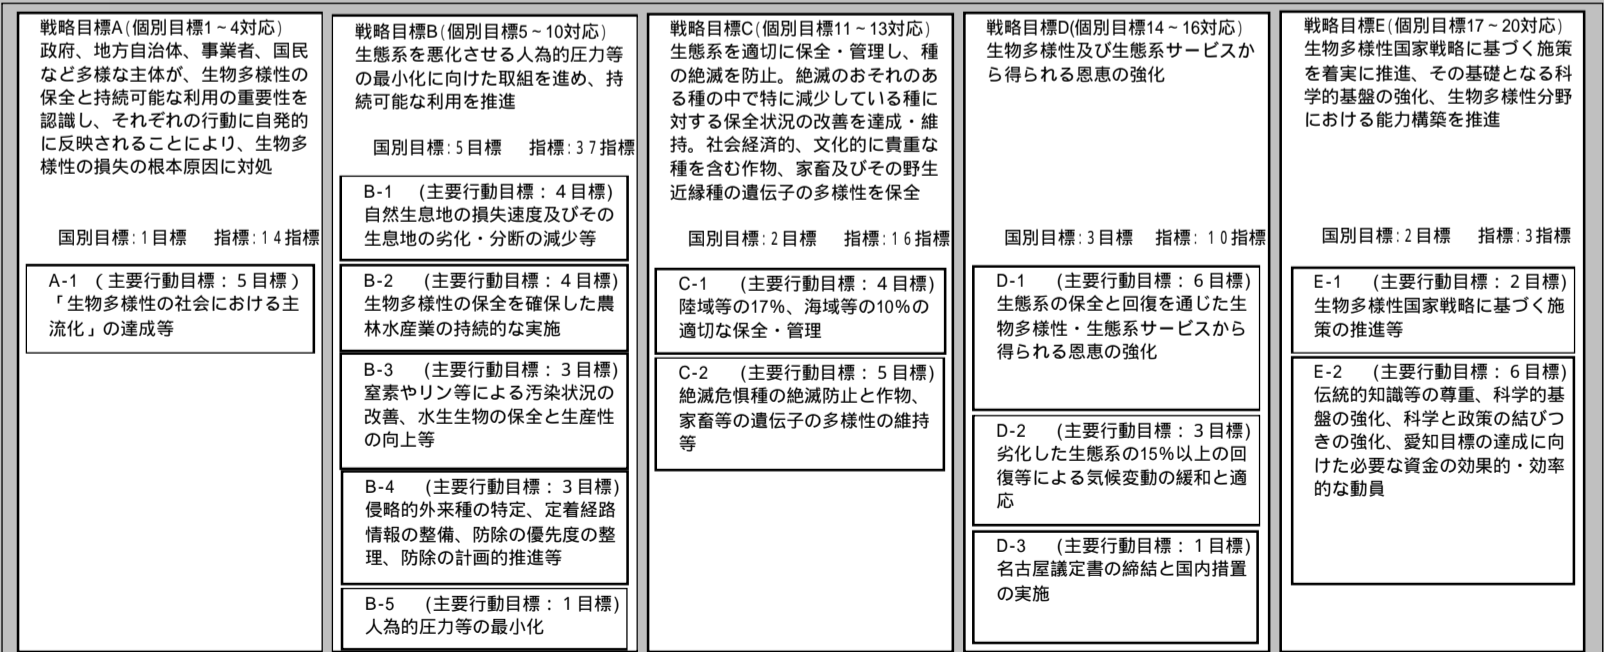 戦略目標A(個別目標1~4対応)
政府、地方自治体、事業者、国民
など多様な主体が、生物多様性の
保全と持続可能な利用の重要性を
認識し、それぞれの行動に自発的
に反映されることにより、生物多
様性の損失の根本原因に対処
国別目標:1目標 指標:14指標
A-1 (主要行動目標:5目標)
「生物多様性の社会における主
流化」の達成等
戦略目標B(個別目標5~10対応)
生態系を悪化させる人為的圧力等
の最小化に向けた取組を進め、持
続可能な利用を推進
国別目標:5目標 指標:37指標
B-1 (主要行動目標:4目標)
自然生息地の損失速度及びその
生息地の劣化・分断の減少等
B-2 (主要行動目標:4目標)
生物多様性の保全を確保した農
林水産業の持続的な実施
B-3 (主要行動目標:3目標)
窒素やリン等による汚染状況の
改善、水生生物の保全と生産性
の向上等
B-4 (主要行動目標:3目標)
侵略的外来種の特定、定着経路
情報の整備、防除の優先度の整
理、防除の計画的推進等
B-5 (主要行動目標:1目標)
人為的圧力等の最小化
戦略目標C(個別目標11~13対応)
生態系を適切に保全・管理し、種
の絶滅を防止。絶滅のおそれのあ
る種の中で特に減少している種に
対する保全状況の改善を達成・維
持。社会経済的、文化的に貴重な
種を含む作物、家畜及びその野生
近縁種の遺伝子の多様性を保全
国別目標:2目標 指標:16指標
C-1 (主要行動目標:4目標)
陸域等の17%、海域等の10%の
適切な保全・管理
C-2 (主要行動目標:5目標)
絶滅危惧種の絶滅防止と作物、
家畜等の遺伝子の多様性の維持
等
戦略目標D(個別目標14~16対応)
生物多様性及び生態系サービスか
ら得られる恩恵の強化
国別目標:3目標 指標:10指標
D-1 (主要行動目標:6目標)
生態系の保全と回復を通じた生
物多様性・生態系サービスから
得られる恩恵の強化
D-2 (主要行動目標:3目標)
劣化した生態系の15%以上の回
復等による気候変動の緩和と適
応
D-3 (主要行動目標:1目標)
名古屋議定書の締結と国内措置
の実施
戦略目標E(個別目標17~20対応)
生物多様性国家戦略に基づく施策
を着実に推進、その基礎となる科
学的基盤の強化、生物多様性分野
における能力構築を推進
国別目標:2目標 指標:3指標
E-1 (主要行動目標:2目標)
生物多様性国家戦略に基づく施
策の推進等
E-2 (主要行動目標:6目標)
伝統的知識等の尊重、科学的基
盤の強化、科学と政策の結びつ
きの強化、愛知目標の達成に向
けた必要な資金の効果的・効率
的な動員